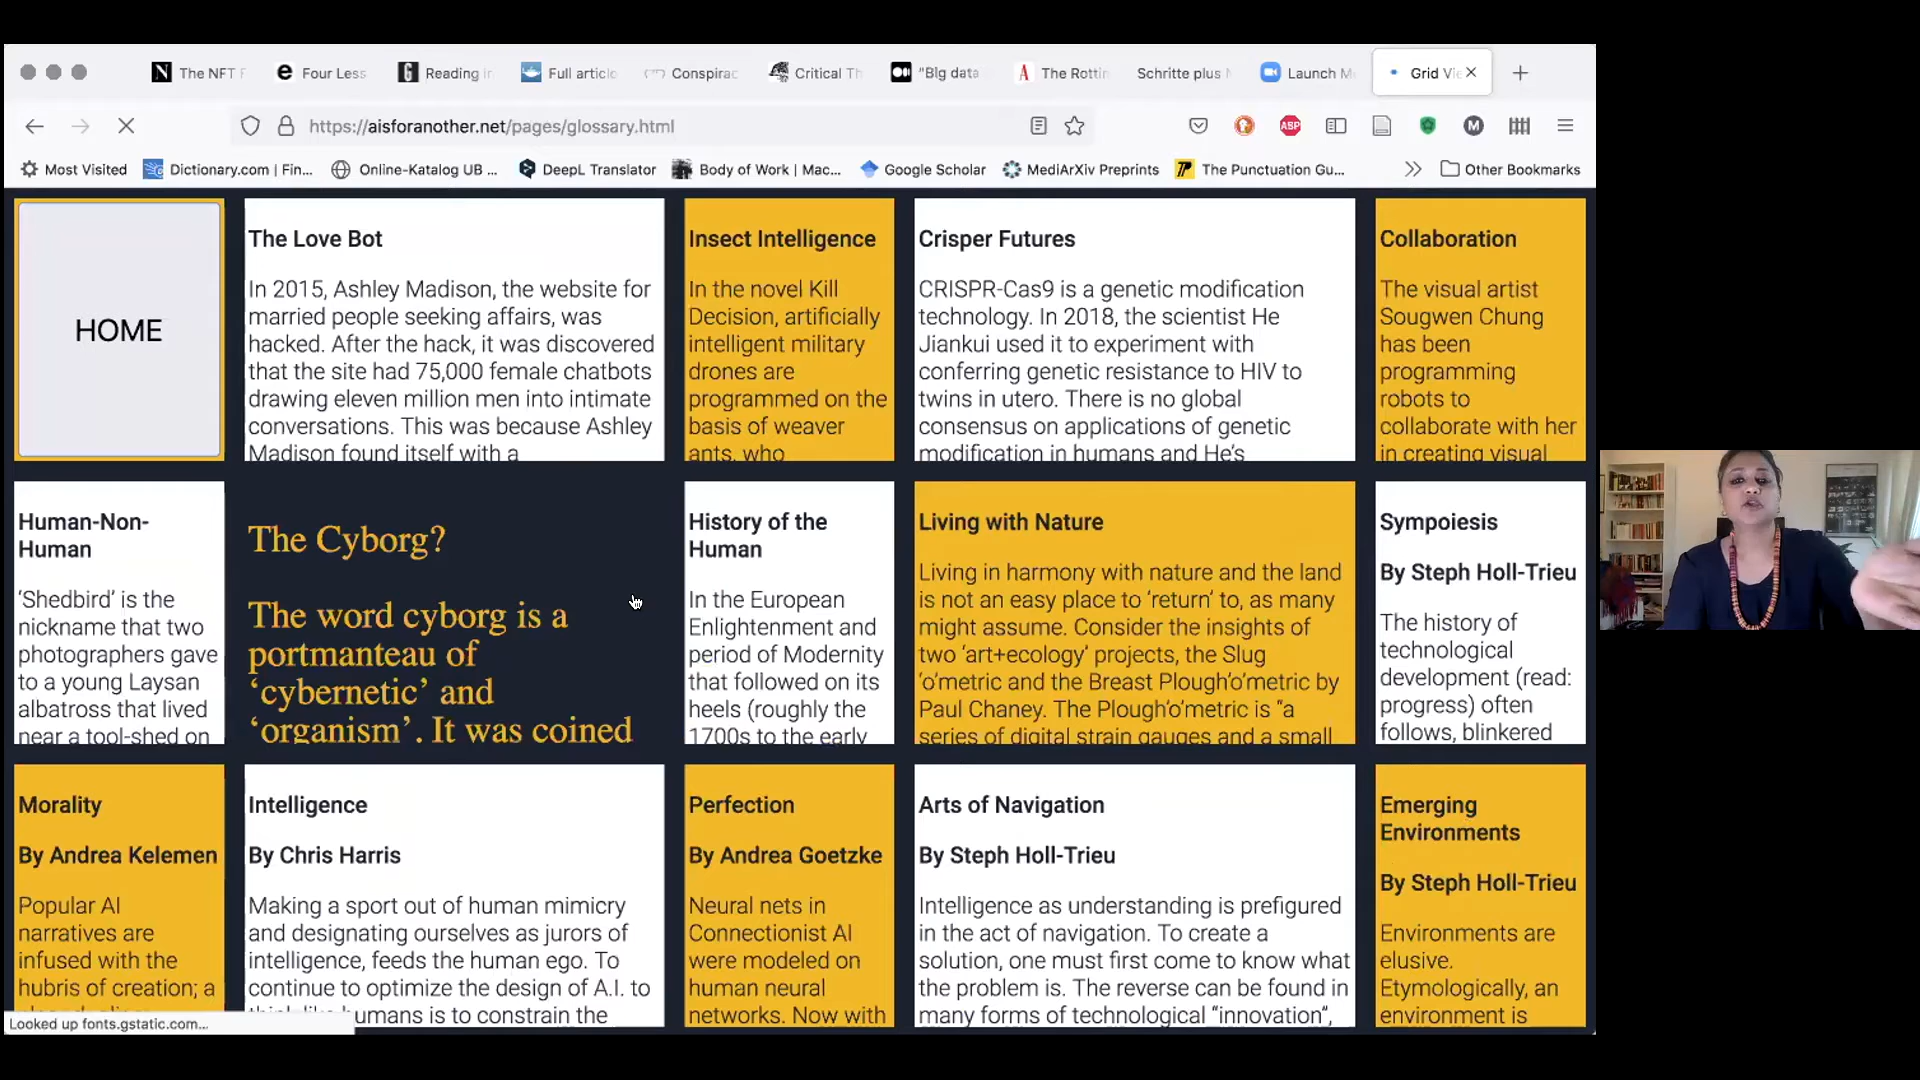 The NFT F
Four Less
Reading in
Full article
Conspirac
Critical Th
"Big data
The Rottin
Schritte plus N
Launch Me
Grid Vie
https://aisforanother.net/pages/glossary.html
ABP
M
Most Visited
Dictionary.com | Fin...
Online-Katalog UB ...
DeepL Translator
Body of Work | Mac...
Google Scholar
MediArXiv Preprints
The Punctuation Gu...
Other Bookmarks
HOME
The Love Bot
In 2015, Ashley Madison, the website for
married people seeking affairs, was
hacked. After the hack, it was discovered
that the site had 75,000 female chatbots
drawing eleven million men into intimate
conversations. This was because Ashley
Madison found itself with a
Insect Intelligence
In the novel Kill
Decision, artificially
intelligent military
drones are
programmed on the
basis of weaver
ants, who
Crisper Futures
CRISPR-Cas9 is a genetic modification
technology. In 2018, the scientist He
Jiankui used it to experiment with
conferring genetic resistance to HIV to
twins in utero. There is no global
consensus on applications of genetic
modification in humans and He's
Collaboration
The visual artist
Sougwen Chung
has been
programming
robots to
collaborate with her
in creating visual
Human-Non-
Human
‘Shedbird’ is the
nickname that two
photographers gave
to a young Laysan
albatross that lived
near a tool-shed on
The Cyborg?
The word cyborg is a
portmanteau of
‘cybernetic’ and
‘organism’. It was coined
History of the
Human
In the European
Enlightenment and
period of Modernity
that followed on its
heels (roughly the
1700s to the early
Living with Nature
Living in harmony with nature and the land
is not an easy place to ‘return’ to, as many
might assume. Consider the insights of
two ‘art+ecology’ projects, the Slug
‘o’metric and the Breast Plough’o’metric by
Paul Chaney. The Plough’o’metric is “a
series of digital strain gauges and a small
Sympoiesis
By Steph Holl-Trieu
The history of
technological
development (read:
progress) often
follows, blinkered
Morality
By Andrea Kelemen
Popular AI
narratives are
infused with the
hubris of creation; a
Intelligence
By Chris Harris
Making a sport out of human mimicry
and designating ourselves as jurors of
intelligence, feeds the human ego. To
continue to optimize the design of A.I. to
think like humans is to constrain the
Perfection
By Andrea Goetzke
Neural nets in
Connectionist AI
were modeled on
human neural
networks. Now with
Arts of Navigation
By Steph Holl-Trieu
Intelligence as understanding is prefigured
in the act of navigation. To create a
solution, one must first come to know what
the problem is. The reverse can be found in
many forms of technological “innovation”,
Emerging
Environments
By Steph Holl-Trieu
Environments are
elusive.
Etymologically, an
environment is
Looked up fonts.gstatic.com...